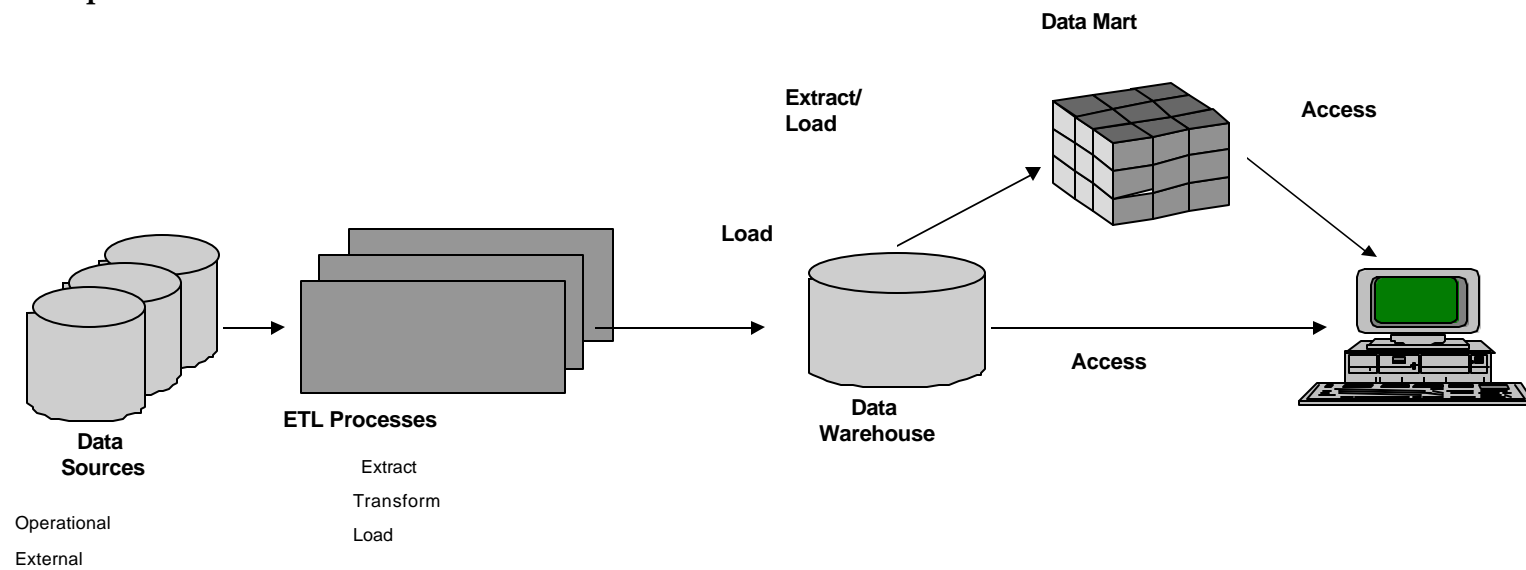 Data Mart
Extract/
Load
Access
Load
Access
Data
Warehouse
ETL Processes
Data
Sources
Extract
Transform
Load
Operational
External